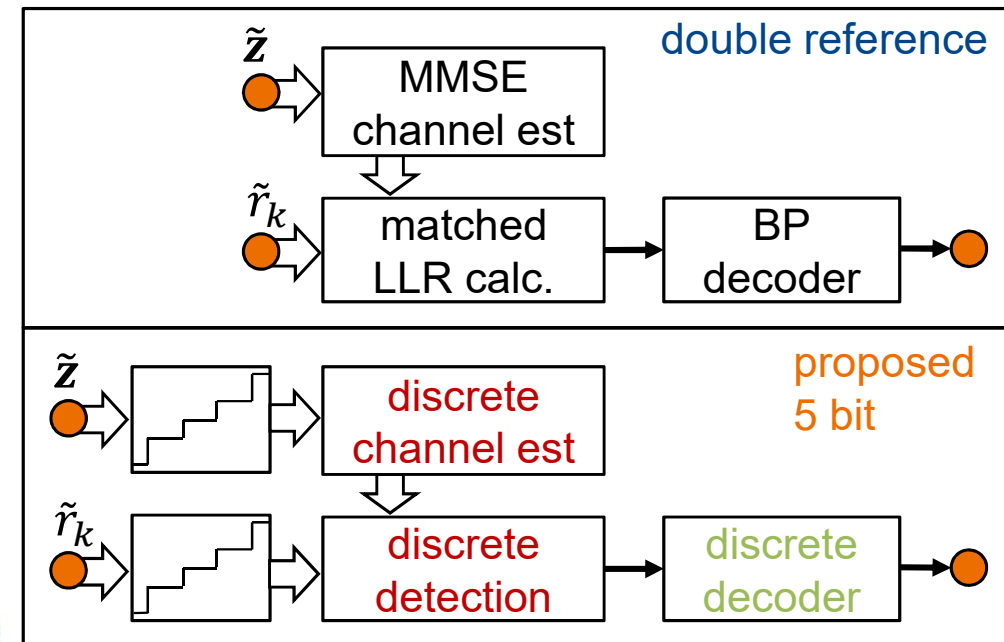 double reference
z̃
MMSE
channel est
r̃ₖ
matched
LLR calc.
BP
decoder
proposed
5 bit
z̃
discrete
channel est
r̃ₖ
discrete
detection
discrete
decoder